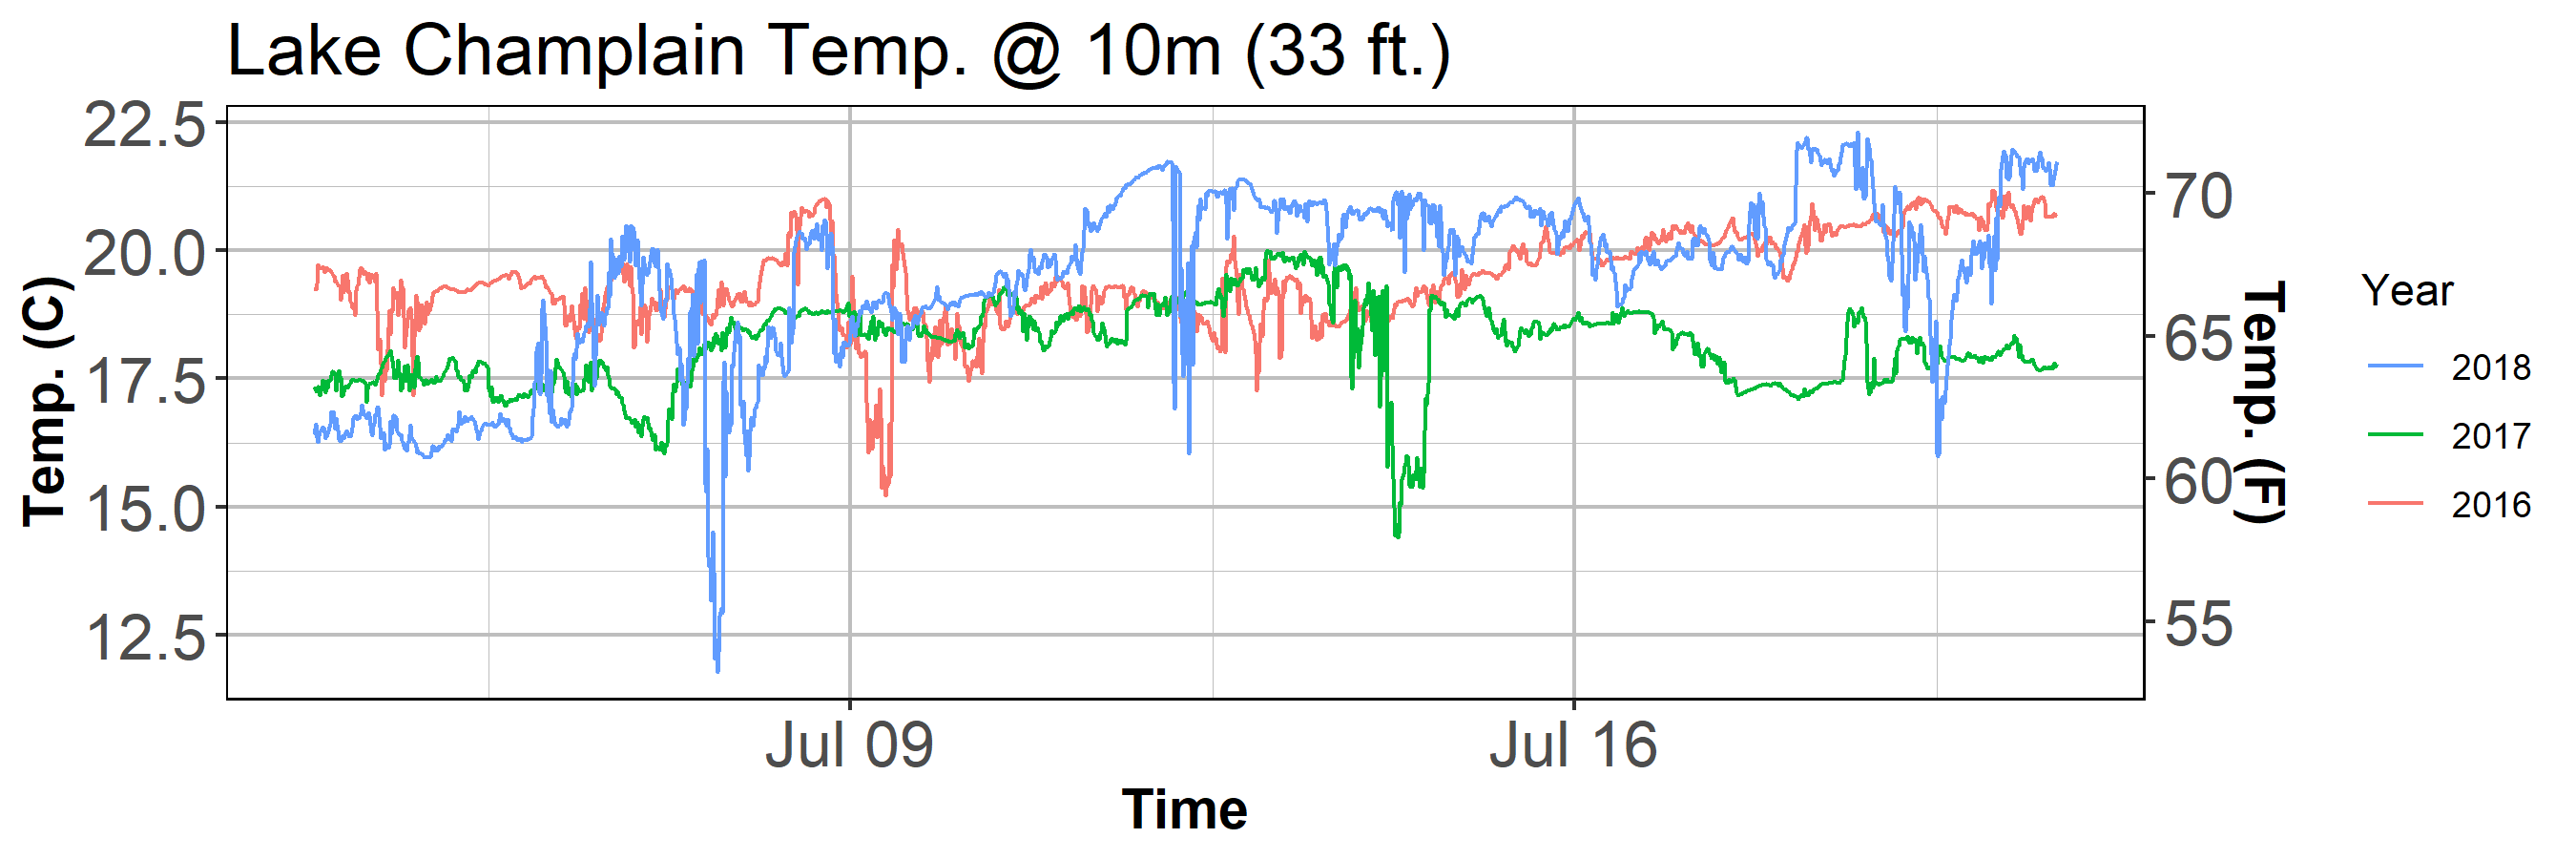 Lake Champlain Temp. @ 10m (33 ft.)
22.5
20.0
17.5
15.0
12.5
Temp. (C)
70
65
60
55
Temp. (F)
Jul 09
Jul 16
Time
Year
2018
2017
2016